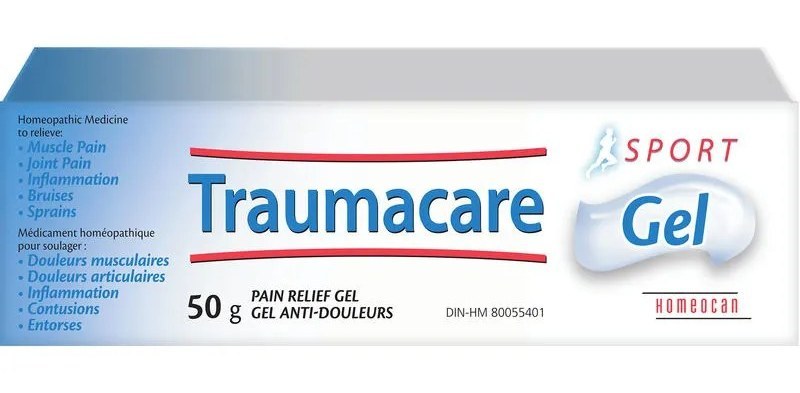 Homeopathic Medicine
to relieve:
• Muscle Pain
• Joint Pain
• Inflammation
• Bruises
• Sprains
Médicament homéopathique
pour soulager :
• Douleurs musculaires
• Douleurs articulaires
• Inflammation
• Contusions
• Entorses
Traumacare
50 g PAIN RELIEF GEL
GEL ANTI-DOULEURS
DIN-HM 80055401
SPORT
Gel
HOMEOCAN